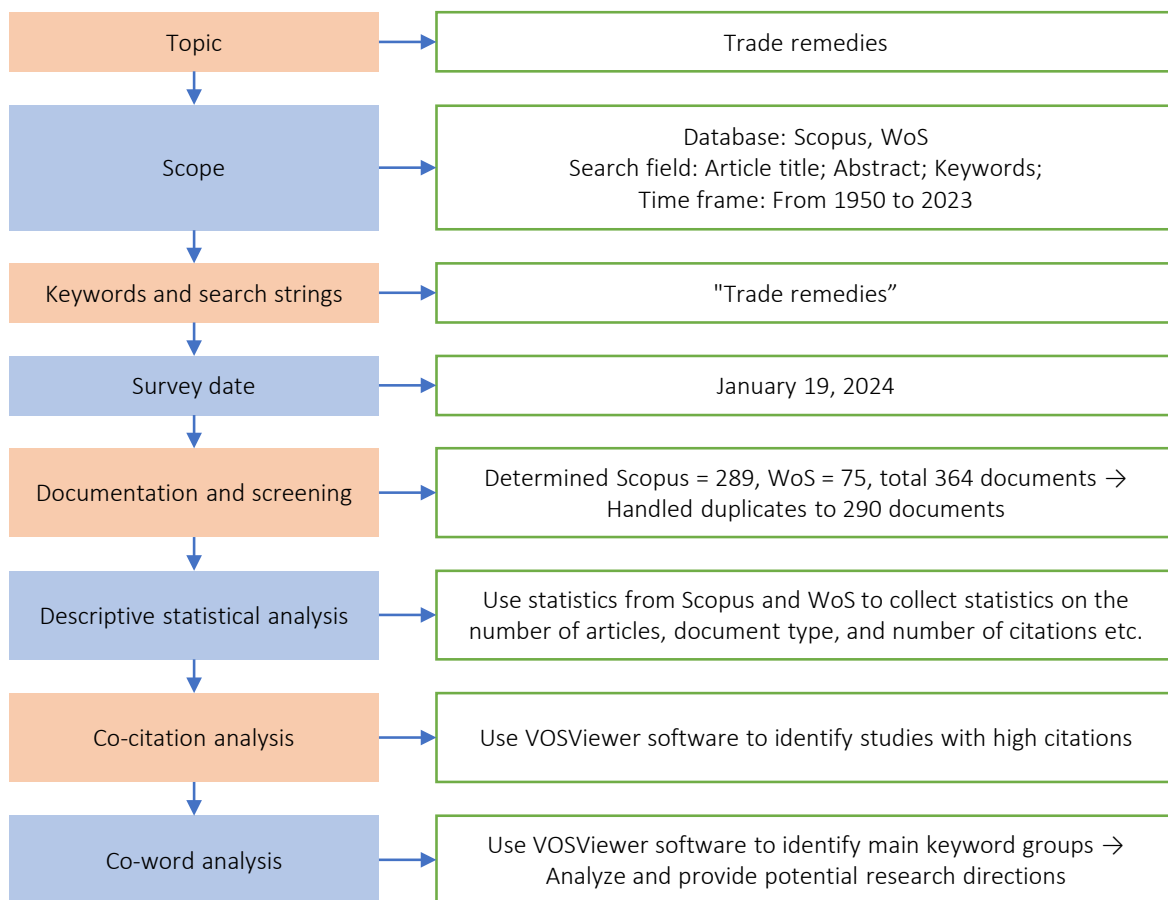 Topic
Trade remedies
Scope
Database: Scopus, WoS
Search field: Article title; Abstract; Keywords;
Time frame: From 1950 to 2023
Keywords and search strings
"Trade remedies”
Survey date
January 19, 2024
Documentation and screening
Determined Scopus = 289, WoS = 75, total 364 documents →
Handled duplicates to 290 documents
Descriptive statistical analysis
Use statistics from Scopus and WoS to collect statistics on the
number of articles, document type, and number of citations etc.
Co-citation analysis
Use VOSViewer software to identify studies with high citations
Co-word analysis
Use VOSViewer software to identify main keyword groups →
Analyze and provide potential research directions